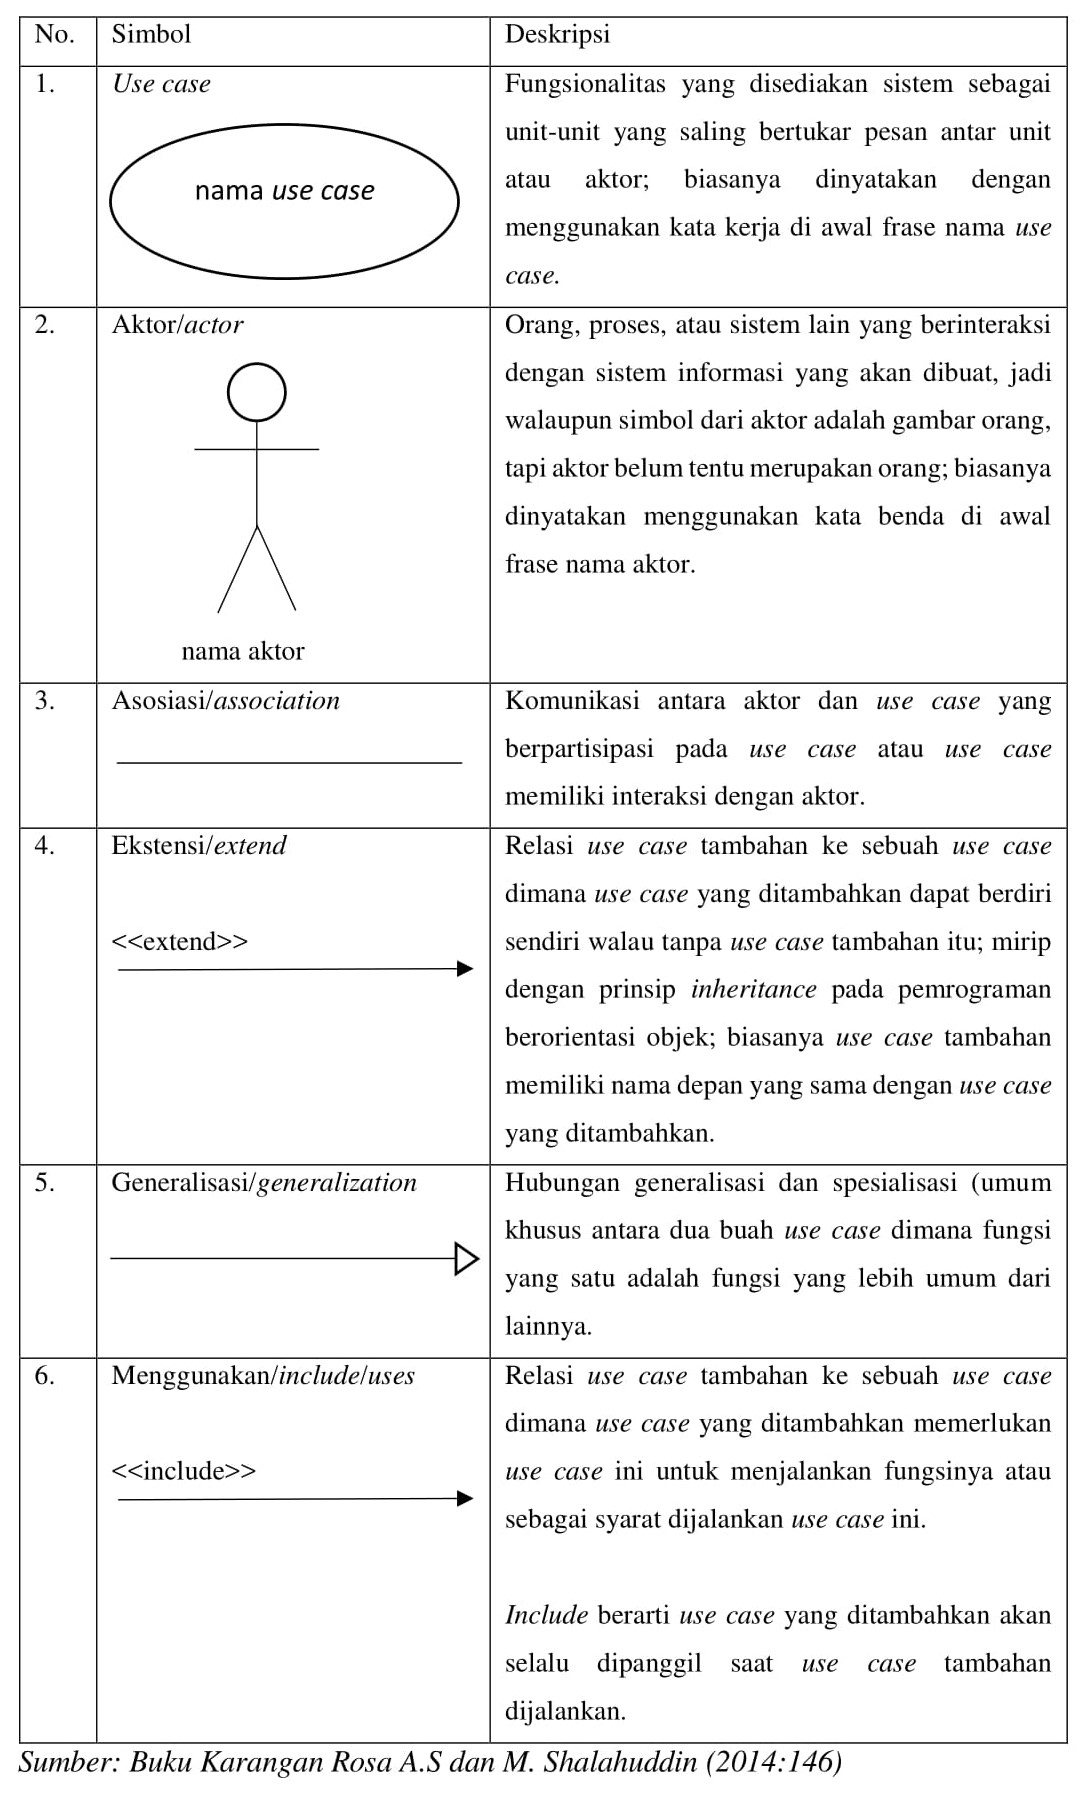 No. Simbol Deskripsi
1. Use case
nama use case
Fungsionalitas yang disediakan sistem sebagai
unit-unit yang saling bertukar pesan antar unit
atau aktor; biasanya dinyatakan dengan
menggunakan kata kerja di awal frase nama use
case.
2. Aktor/actor
nama aktor
Orang, proses, atau sistem lain yang berinteraksi
dengan sistem informasi yang akan dibuat, jadi
walaupun simbol dari aktor adalah gambar orang,
tapi aktor belum tentu merupakan orang; biasanya
dinyatakan menggunakan kata benda di awal
frase nama aktor.
3. Asosiasi/association
Komunikasi antara aktor dan use case yang
berpartisipasi pada use case atau use case
memiliki interaksi dengan aktor.
4. Ekstensi/extend
<<extend>>
Relasi use case tambahan ke sebuah use case
dimana use case yang ditambahkan dapat berdiri
sendiri walau tanpa use case tambahan itu; mirip
dengan prinsip inheritance pada pemrograman
berorientasi objek; biasanya use case tambahan
memiliki nama depan yang sama dengan use case
yang ditambahkan.
5. Generalisasi/generalization
Hubungan generalisasi dan spesialisasi (umum
khusus antara dua buah use case dimana fungsi
yang satu adalah fungsi yang lebih umum dari
lainnya.
6. Menggunakan/include/uses
<<include>>
Relasi use case tambahan ke sebuah use case
dimana use case yang ditambahkan memerlukan
use case ini untuk menjalankan fungsinya atau
sebagai syarat dijalankan use case ini.
Include berarti use case yang ditambahkan akan
selalu dipanggil saat use case tambahan
dijalankan.
Sumber: Buku Karangan Rosa A.S dan M. Shalahuddin (2014:146)